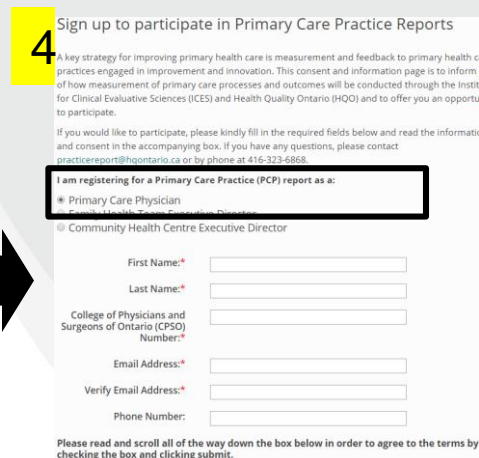 Sign up to participate in Primary Care Practice Reports
4
A key strategy for improving primary health care is measurement and feedback to primary health
practices engaged in improvement and innovation. This consent and information page is to inform
of how measurement of primary care processes and outcomes will be conducted through the
for Clinical Evaluative Sciences (ICES) and Health Quality Ontario (HQO) and to offer you an
to participate.
If you would like to participate, please kindly fill in the required fields below and read the
and consent in the accompanying box. If you have any questions, please contact
practicereport@hqontario.ca or by phone at 416-323-6868.
I am registering for a Primary Care Practice (PCP) report as a:
Primary Care Physician
Family Health Team Executive Director
Community Health Centre Executive Director
First Name:*
Last Name:*
College of Physicians and
Surgeons of Ontario (CPSO)
Number:*
Email Address:*
Verify Email Address:*
Phone Number:
Please read and scroll all of the way down the box below in order to agree to the terms by
checking the box and clicking submit.